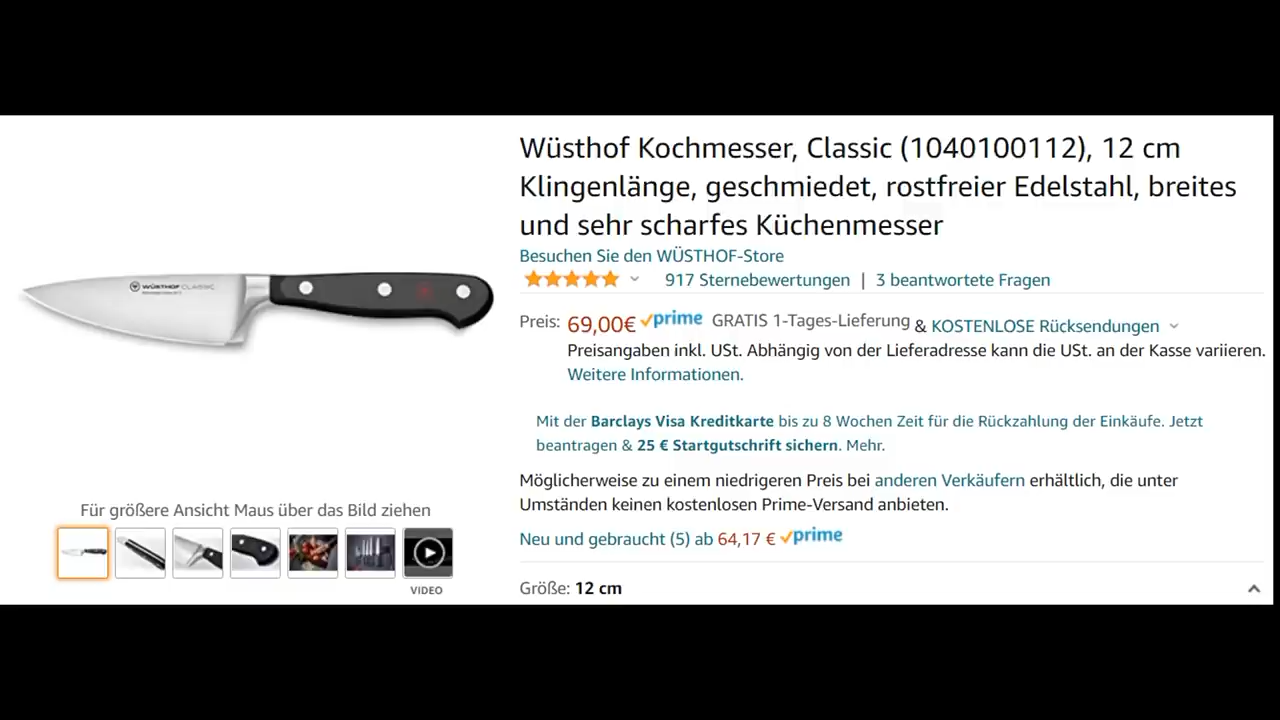 Wüsthof Kochmesser, Classic (1040100112), 12 cm
Klingenlänge, geschmiedet, rostfreier Edelstahl, breites
und sehr scharfes Küchenmesser
Besuchen Sie den WÜSTHOF-Store
917 Sternebewertungen | 3 beantwortete Fragen
Preis: 69,00€ prime GRATIS 1-Tages-Lieferung & KOSTENLOSE Rücksendungen
Preisangaben inkl. USt. Abhängig von der Lieferadresse kann die USt. an der Kasse variieren.
Weitere Informationen.
Mit der Barclays Visa Kreditkarte bis zu 8 Wochen Zeit für die Rückzahlung der Einkäufe. Jetzt
beantragen & 25 € Startgutschrift sichern. Mehr.
Möglicherweise zu einem niedrigeren Preis bei anderen Verkäufern erhältlich, die unter
Umständen keinen kostenlosen Prime-Versand anbieten.
Neu und gebraucht (5) ab 64,17 € prime
Größe: 12 cm
WÜSTHOF CLASSIC
Für größere Ansicht Maus über das Bild ziehen
VIDEO